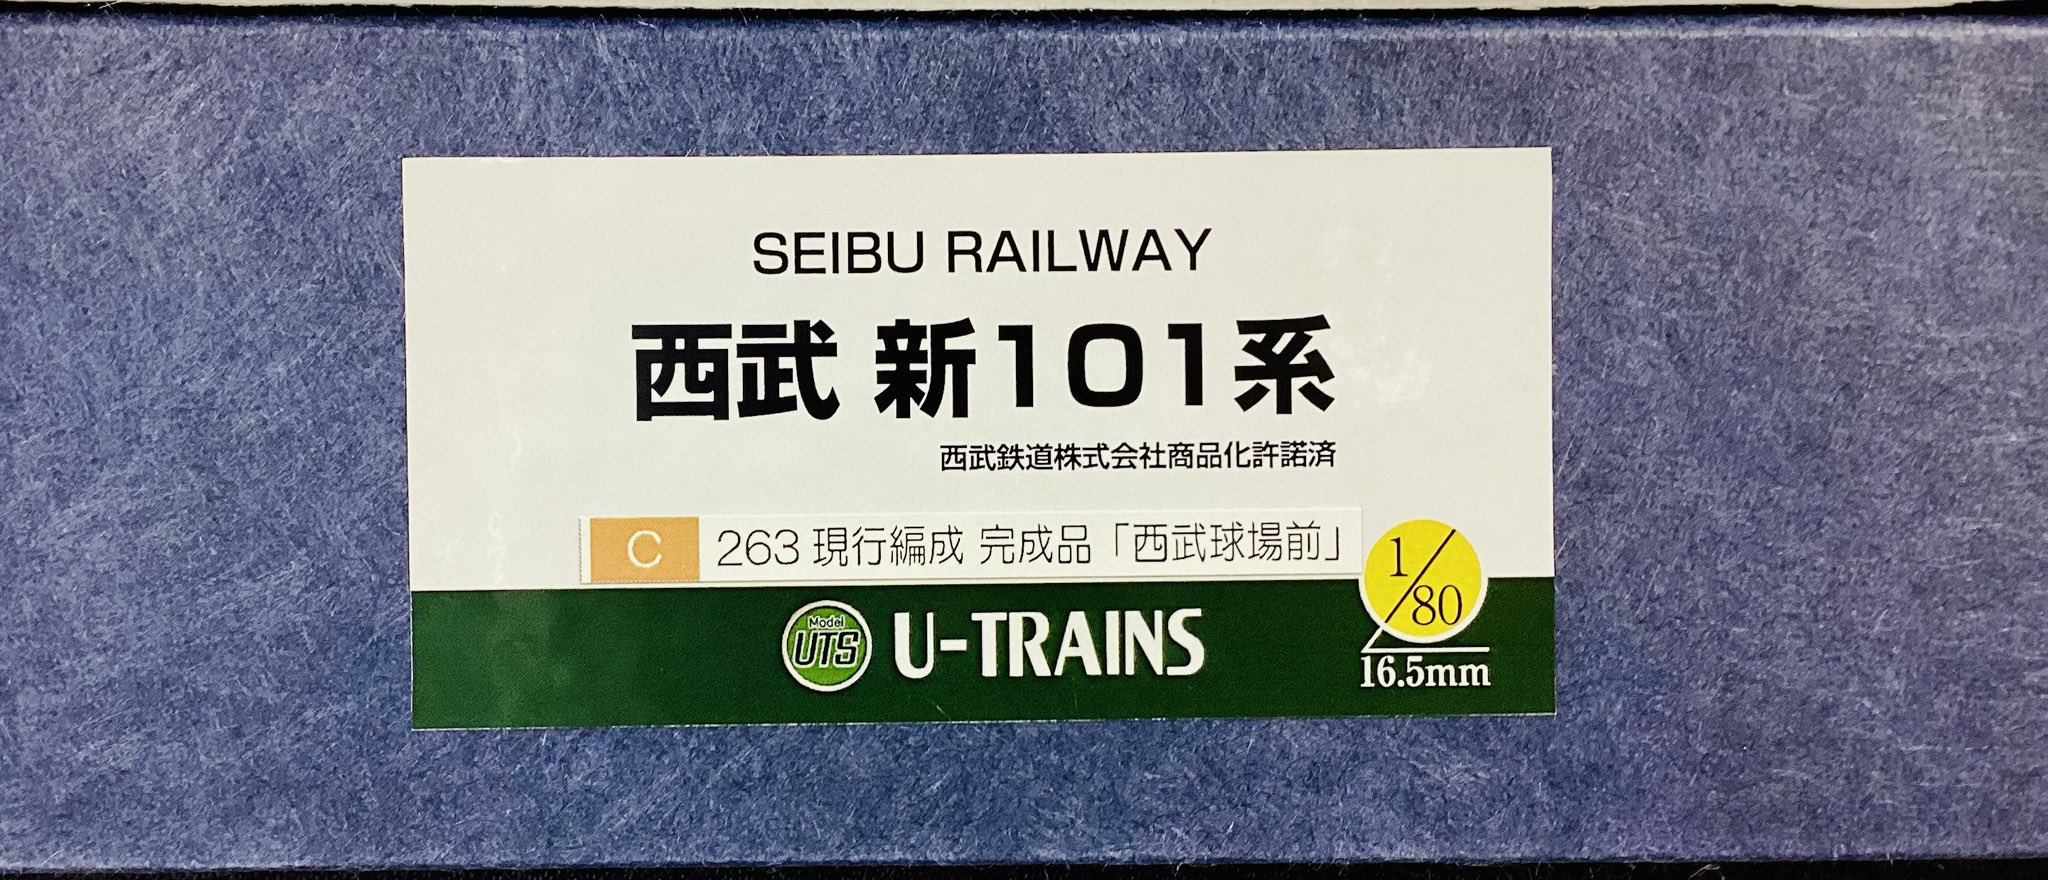 SEIBU RAILWAY
西武 新101系
西武鉄道株式会社商品化許諾済
C 263 現行編成 完成品「西武球場前」
1/80
Model
UTS
U-TRAINS
16.5mm